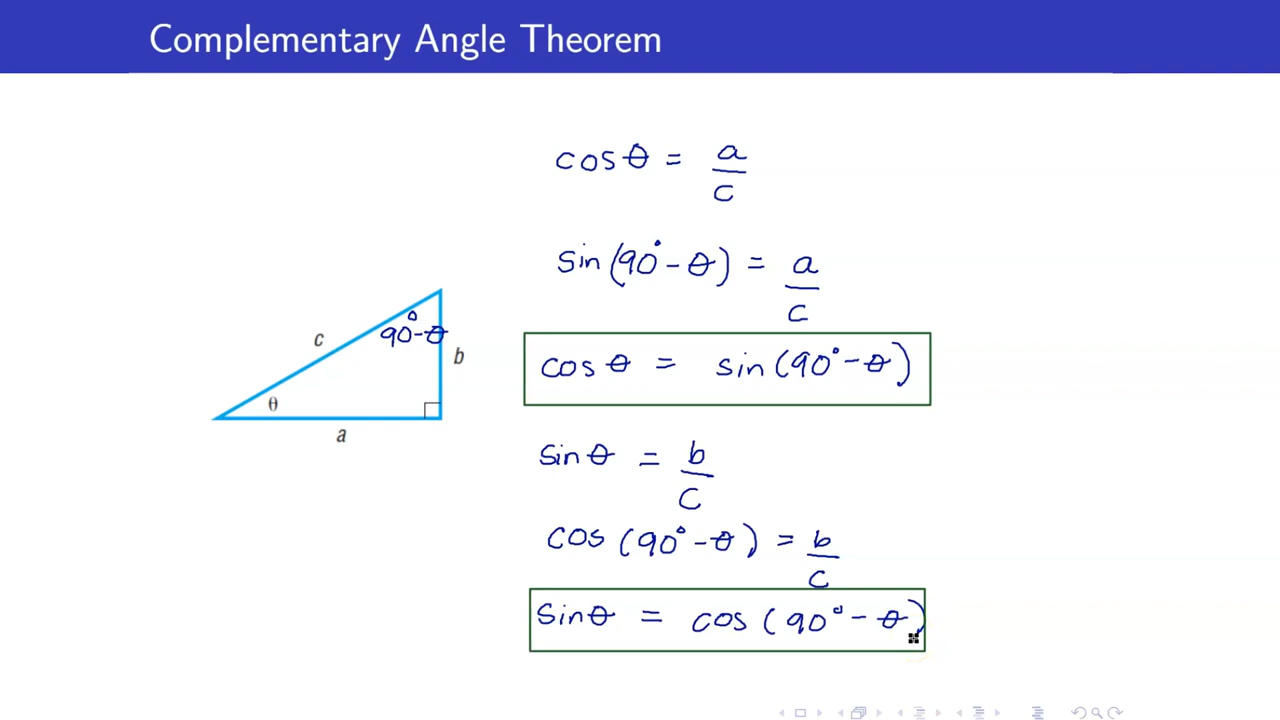 Complementary Angle Theorem
cos θ = a/c
sin(90° - θ) = a/c
c
90°-θ
b
θ
a
cos θ = sin(90° - θ)
sin θ = b/c
cos (90° - θ) = b/c
sin θ = cos (90° - θ)